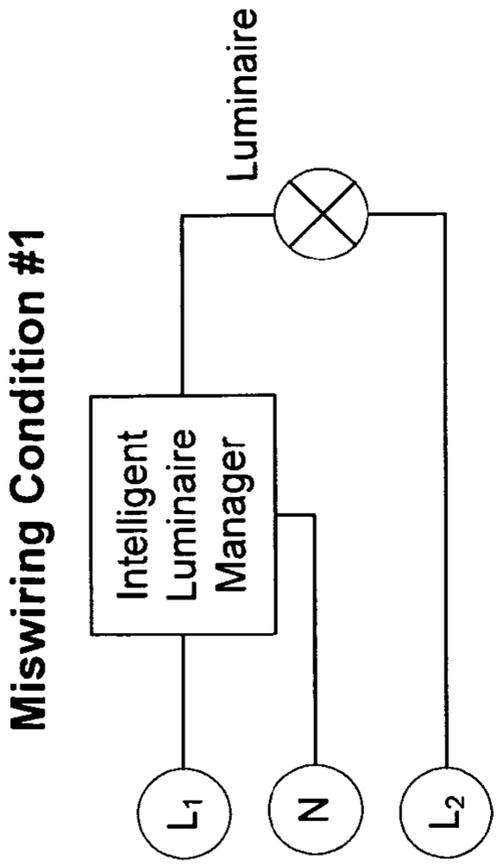 Miswiring Condition #1
Luminaire
Intelligent
Luminaire
Manager
L₁
N
L₂